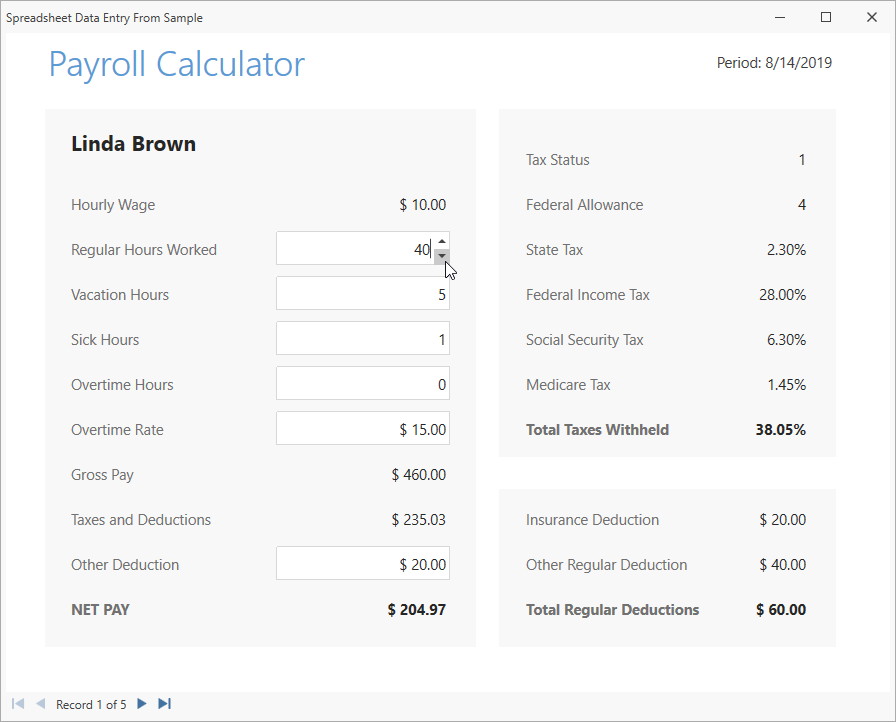 Spreadsheet Data Entry From Sample
Payroll Calculator
Period: 8/14/2019
Linda Brown
Hourly Wage $ 10.00
Regular Hours Worked 40
Vacation Hours 5
Sick Hours 1
Overtime Hours 0
Overtime Rate $ 15.00
Gross Pay $ 460.00
Taxes and Deductions $ 235.03
Other Deduction $ 20.00
NET PAY $ 204.97
Tax Status 1
Federal Allowance 4
State Tax 2.30%
Federal Income Tax 28.00%
Social Security Tax 6.30%
Medicare Tax 1.45%
Total Taxes Withheld 38.05%
Insurance Deduction $ 20.00
Other Regular Deduction $ 40.00
Total Regular Deductions $ 60.00
Record 1 of 5